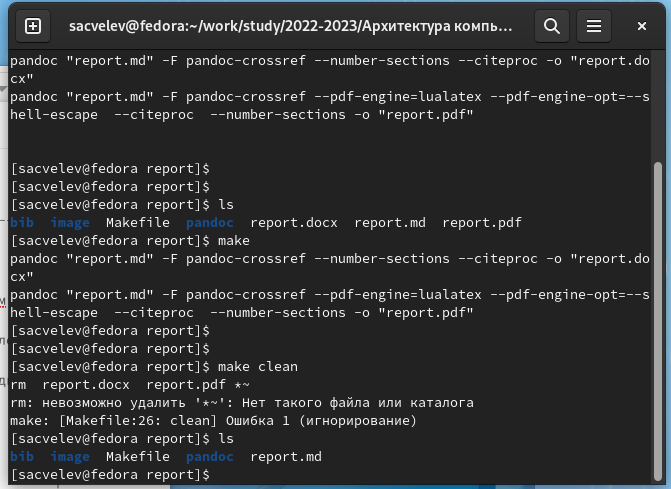 sacvelev@fedora:~/work/study/2022-2023/Архитектура компь...
pandoc "report.md" -F pandoc-crossref --number-sections --citeproc -o "report.do
cx"
pandoc "report.md" -F pandoc-crossref --pdf-engine=lualatex --pdf-engine-opt=--s
hell-escape  --citeproc  --number-sections -o "report.pdf"
[sacvelev@fedora report]$
[sacvelev@fedora report]$
[sacvelev@fedora report]$ ls
bib  image  Makefile  pandoc  report.docx  report.md  report.pdf
[sacvelev@fedora report]$ make
pandoc "report.md" -F pandoc-crossref --number-sections --citeproc -o "report.do
cx"
pandoc "report.md" -F pandoc-crossref --pdf-engine=lualatex --pdf-engine-opt=--s
hell-escape  --citeproc  --number-sections -o "report.pdf"
[sacvelev@fedora report]$
[sacvelev@fedora report]$
[sacvelev@fedora report]$ make clean
rm  report.docx  report.pdf *~
rm: невозможно удалить '*~': Нет такого файла или каталога
make: [Makefile:26: clean] Ошибка 1 (игнорирование)
[sacvelev@fedora report]$ ls
bib  image  Makefile  pandoc  report.md
[sacvelev@fedora report]$